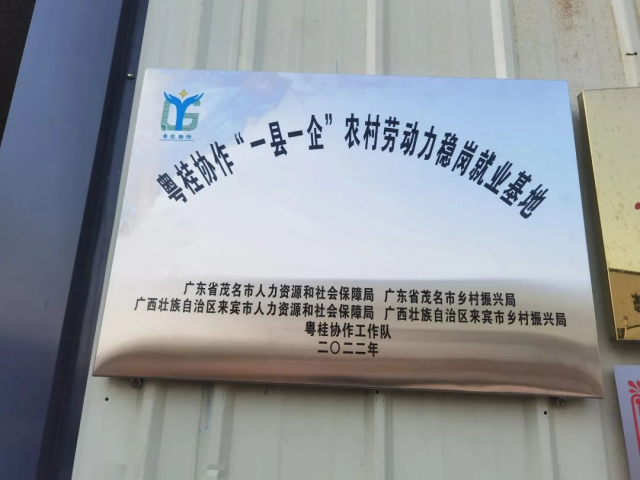 粤桂协作
粤桂协作“一县一企”农村劳动力稳岗就业基地
广东省茂名市人力资源和社会保障局 广东省茂名市乡村振兴局
广西壮族自治区来宾市人力资源和社会保障局 广西壮族自治区来宾市乡村振兴局
粤桂协作工作队
二〇二二年